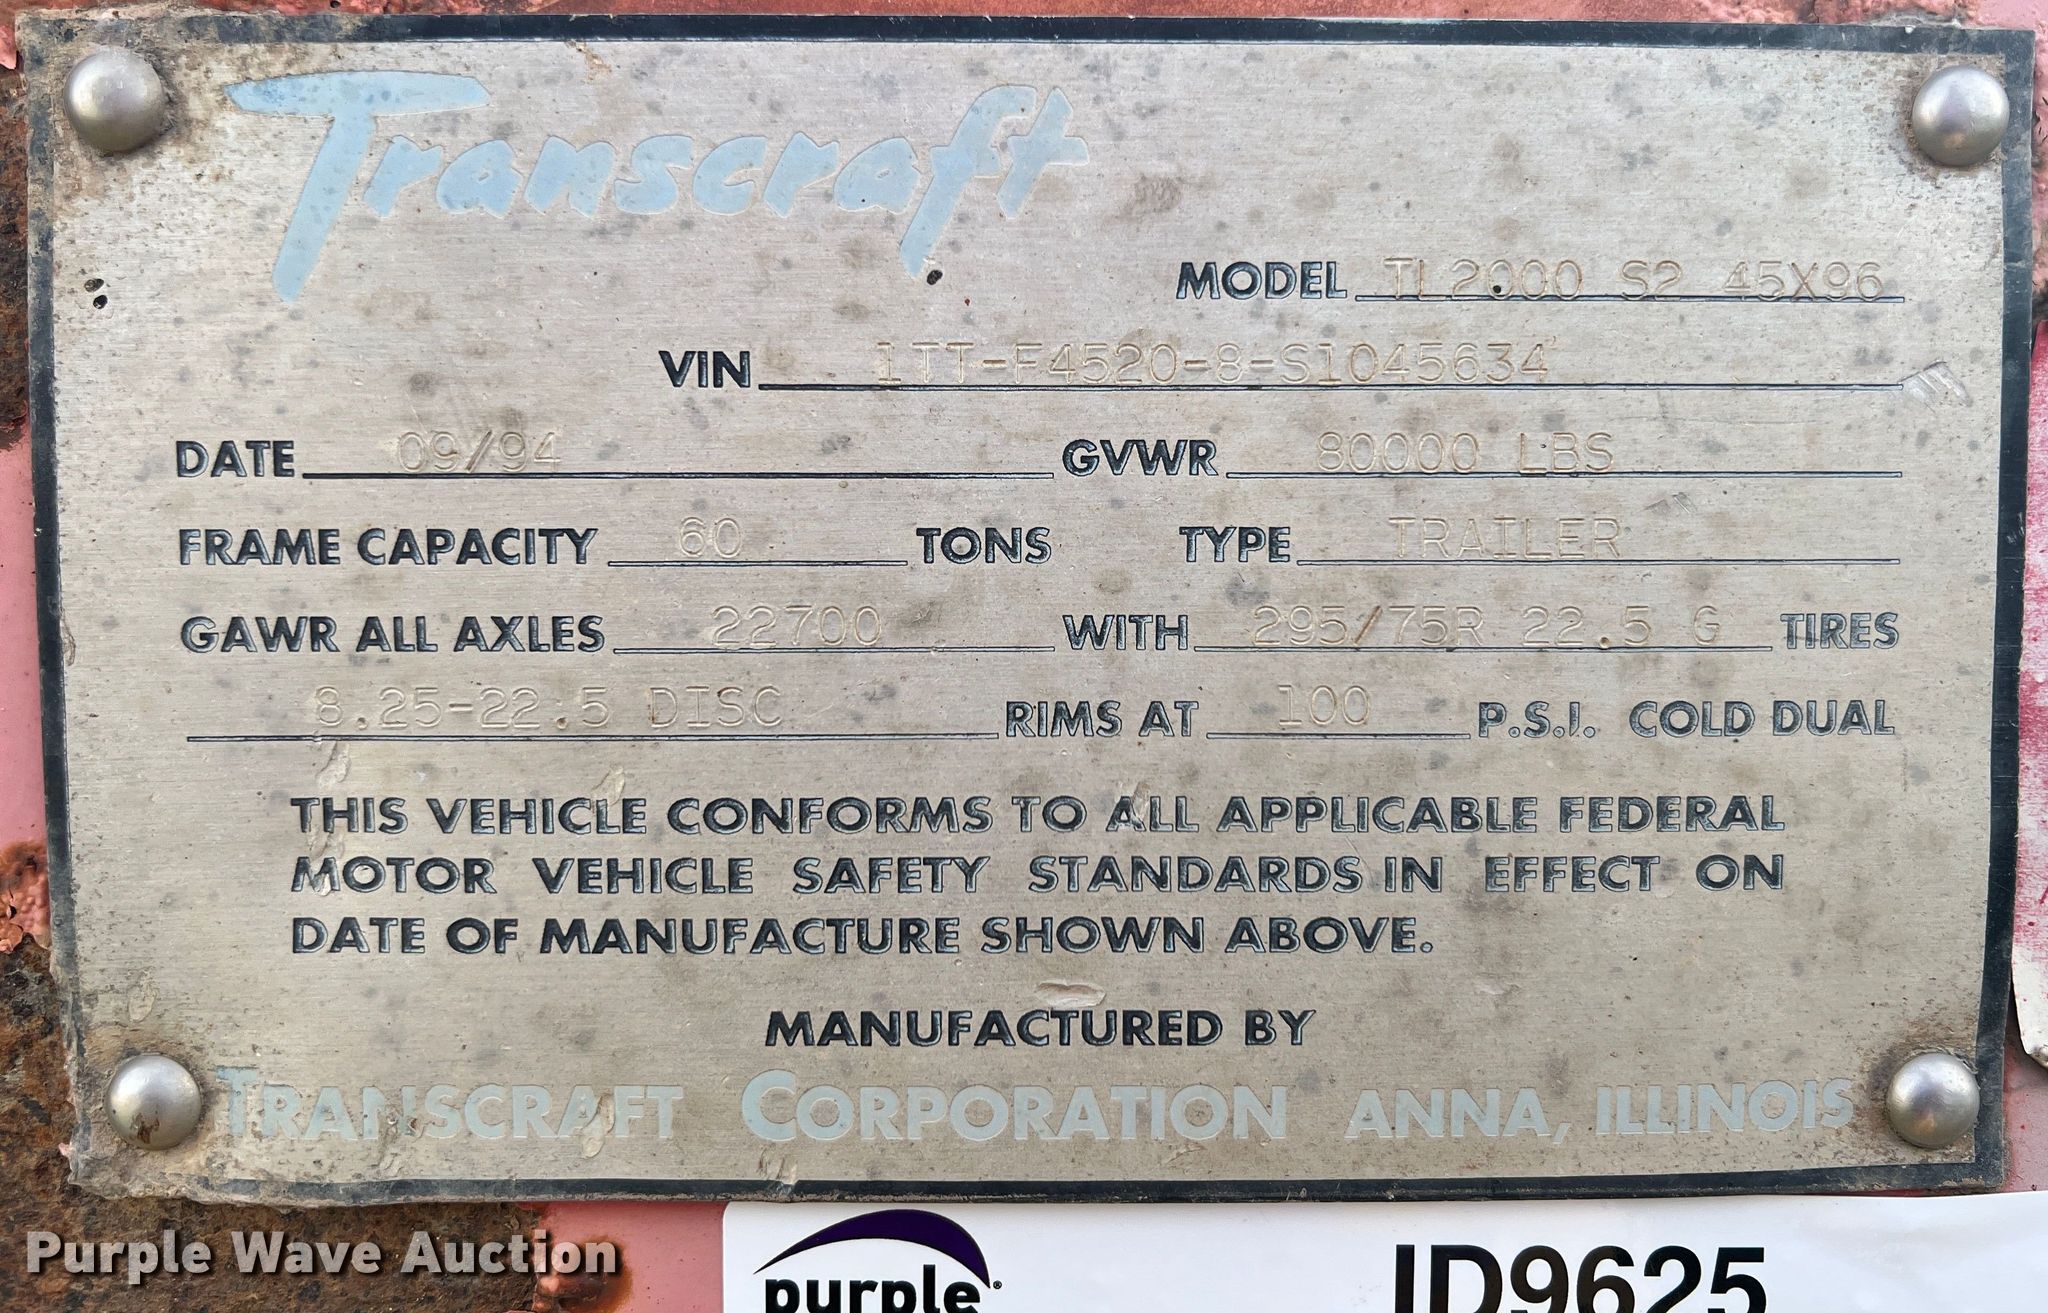 Transcraft
MODEL TL2000 S2 45X96
VIN 1TT-F4520-8-S1045634
DATE 09/94 GVWR 80000 LBS
FRAME CAPACITY 60 TONS TYPE TRAILER
GAWR ALL AXLES 22700 WITH 295/75R 22.5 G TIRES
8.25-22.5 DISC RIMS AT 100 P.S.I. COLD DUAL
THIS VEHICLE CONFORMS TO ALL APPLICABLE FEDERAL
MOTOR VEHICLE SAFETY STANDARDS IN EFFECT ON
DATE OF MANUFACTURE SHOWN ABOVE.
MANUFACTURED BY
TRANSCRAFT CORPORATION ANNA, ILLINOIS
Purple Wave Auction
purple
ID9625